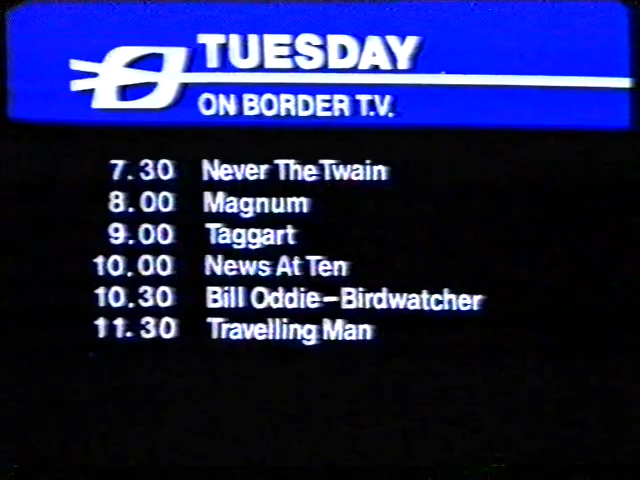 TUESDAY
ON BORDER T.V.
7.30 Never The Twain
8.00 Magnum
9.00 Taggart
10.00 News At Ten
10.30 Bill Oddie-Birdwatcher
11.30 Travelling Man